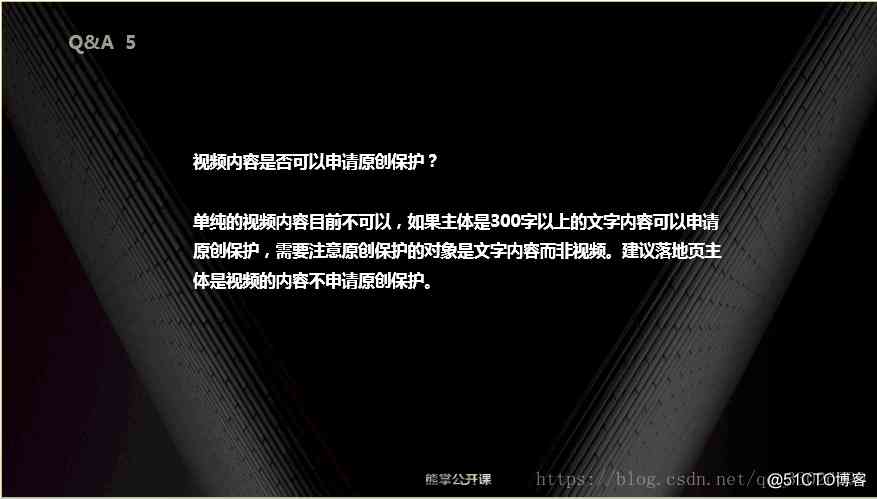 Q&A 5
视频内容是否可以申请原创保护？
单纯的视频内容目前不可以，如果主体是300字以上的文字内容可以申请
原创保护，需要注意原创保护的对象是文字内容而非视频。建议落地页主
体是视频的内容不申请原创保护。
熊掌公开课
https://blog.csdn.net/q
@51CTO博客